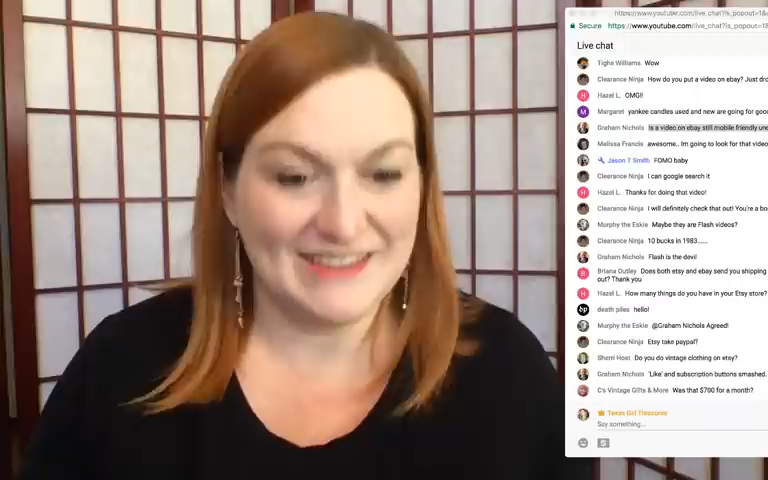 https://www.youtube.com/live_chat?is_popout=1&
Secure https://www.youtube.com/live_chat?is_popout=1&
Live chat
Tighe Williams Wow
Clearance Ninja How do you put a video on ebay? Just dro
Hazel L. OMG!!
Margaret yankee candles used and new are going for good
Graham Nichols Is a video on ebay still mobile friendly
Melissa Francis awesome.. Im going to look for that video
Jason T Smith FOMO baby
Clearance Ninja I can google search it
Hazel L. Thanks for doing that video!
Clearance Ninja I will definitely check that out! You're a
Murphy the Eskie Maybe they are Flash videos?
Clearance Ninja 10 bucks in 1983......
Graham Nichols Flash is the devil
Briana Outley Does both etsy and ebay send you shipping
out? Thank you
Hazel L. How many things do you have in your Etsy store?
dp death piles hello!
Murphy the Eskie @Graham Nichols Agreed!
Clearance Ninja Etsy take paypal?
Sherri Host Do you do vintage clothing on etsy?
Graham Nichols 'Like' and subscription buttons smashed.
C's Vintage Gifts & More Was that $700 for a month?
Texas Girl Treasures
Say something...